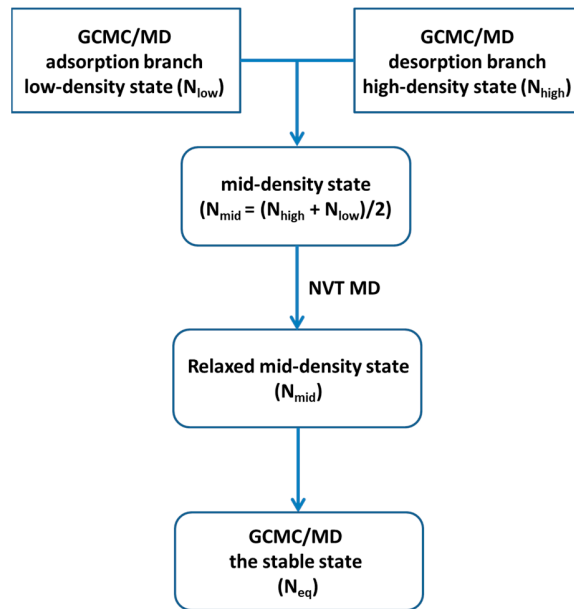 GCMC/MD
adsorption branch
low-density state (Nlow)
GCMC/MD
desorption branch
high-density state (Nhigh)
mid-density state
(Nmid = (Nhigh + Nlow)/2)
NVT MD
Relaxed mid-density state
(Nmid)
GCMC/MD
the stable state
(Neq)